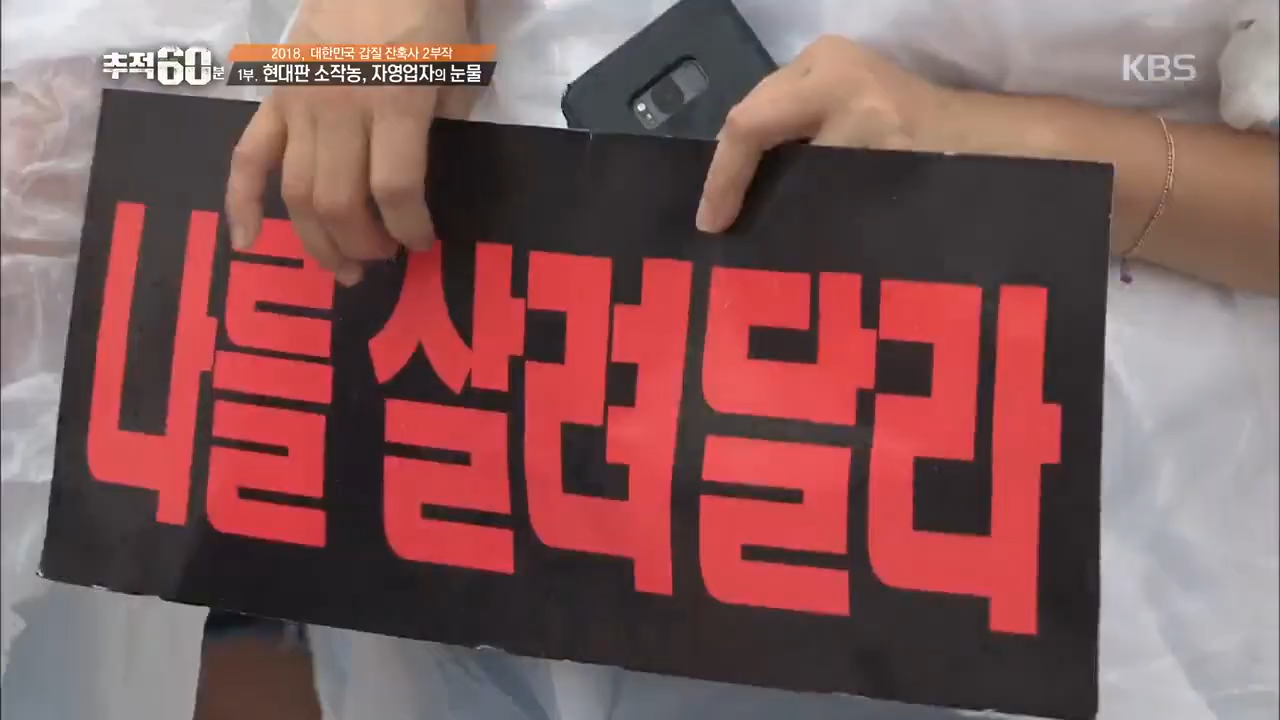 추적60분
2018, 대한민국 갑질 잔혹사 2부작
1부. 현대판 소작농, 자영업자의 눈물
KBS
나를 살려달라